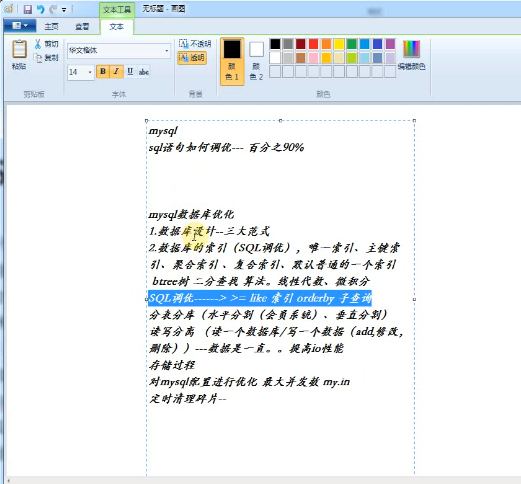 文本工具
无标题 - 画图
主页
查看
文本
粘贴
剪切
复制
剪贴板
华文楷体
14
B I U abc
字体
不透明
透明
背景
颜色 1
颜色 2
颜色
编辑颜色
mysql
sql语句如何调优--- 百分之90%
mysql数据库优化
1.数据库设计--三大范式
2.数据库的索引（SQL调优），唯一索引、主键索
引、聚合索引、复合索引、默认普通的一个索引
btree树 二分查找 算法。线性代数、微积分
SQL调优------> >= like 索引 orderby 子查询
分表分库（水平分割（会员系统）、垂直分割）
读写分离 （读一个数据库/写一个数据（add,修改,
删除））---数据是一直。。提高io性能
存储过程
对mysql配置进行优化 最大并发数 my.in
定时清理碎片--